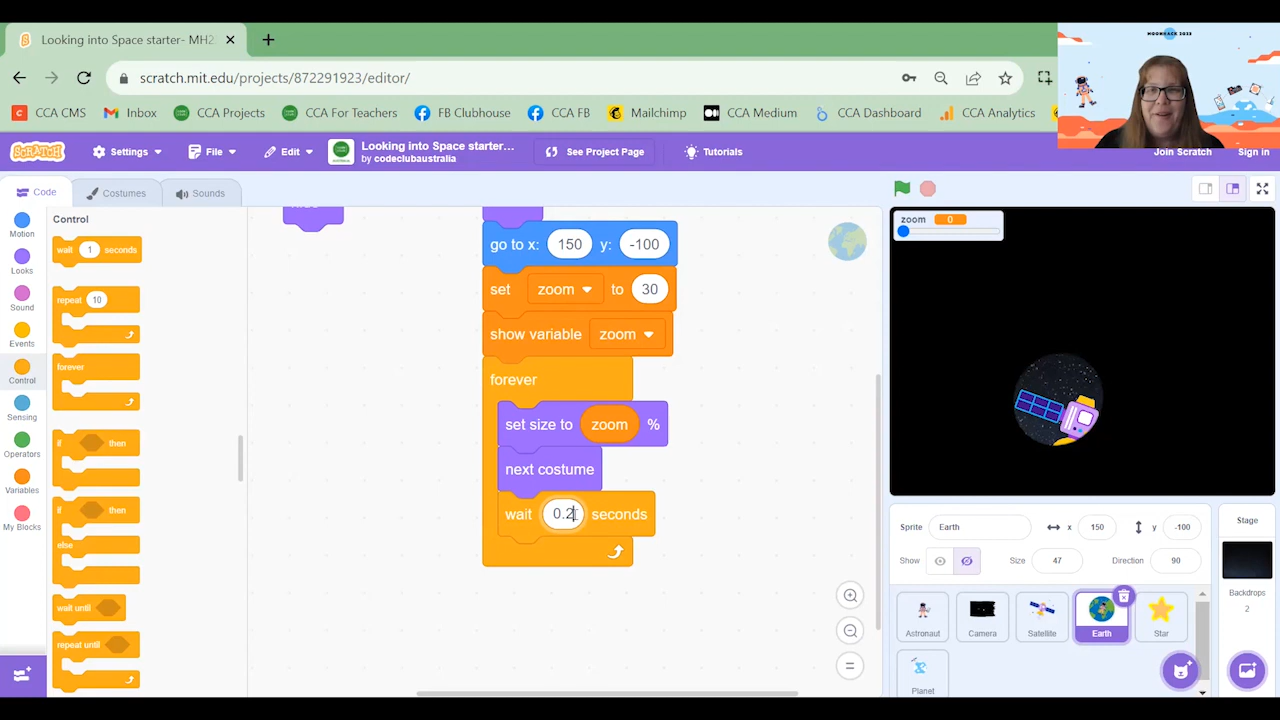 Looking into Space starter- MH2
scratch.mit.edu/projects/872291923/editor/
CCA CMS
Inbox
CCA Projects
CCA For Teachers
FB Clubhouse
CCA FB
Mailchimp
CCA Medium
CCA Dashboard
CCA Analytics
MOONHACK 2023
SCRATCH
Settings
File
Edit
Looking into Space starter...
by codeclubaustralia
See Project Page
Tutorials
Join Scratch
Sign in
Code
Costumes
Sounds
Motion
Looks
Sound
Events
Control
Sensing
Operators
Variables
My Blocks
Control
wait 1 seconds
repeat 10
forever
if then
if then
else
wait until
repeat until
go to x: 150 y: -100
set zoom to 30
show variable zoom
forever
set size to zoom %
next costume
wait 0.2 seconds
zoom 0
Sprite Earth x 150 y -100
Show Size 47 Direction 90
Astronaut
Camera
Satellite
Earth
Star
Planet
Stage
Backdrops
2